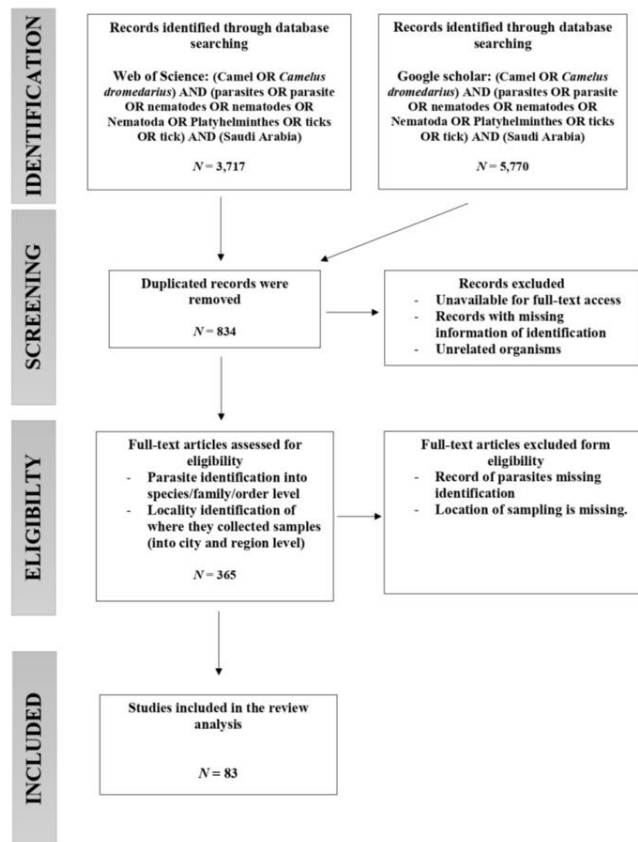 IDENTIFICATION
Records identified through database
searching
Web of Science: (Camel OR Camelus
dromedarius) AND (parasites OR parasite
OR nematodes OR nematodes OR
Nematoda OR Platyhelminthes OR ticks
OR tick) AND (Saudi Arabia)
N = 3,717
Records identified through database
searching
Google scholar: (Camel OR Camelus
dromedarius) AND (parasites OR parasite
OR nematodes OR nematodes OR
Nematoda OR Platyhelminthes OR ticks
OR tick) AND (Saudi Arabia)
N = 5,770
SCREENING
Duplicated records were
removed
N = 834
Records excluded
- Unavailable for full-text access
- Records with missing
information of identification
- Unrelated organisms
ELIGIBILTY
Full-text articles assessed for
eligibility
- Parasite identification into
species/family/order level
- Locality identification of
where they collected samples
(into city and region level)
N = 365
Full-text articles excluded form
eligibility
- Record of parasites missing
identification
- Location of sampling is missing.
INCLUDED
Studies included in the review
analysis
N = 83